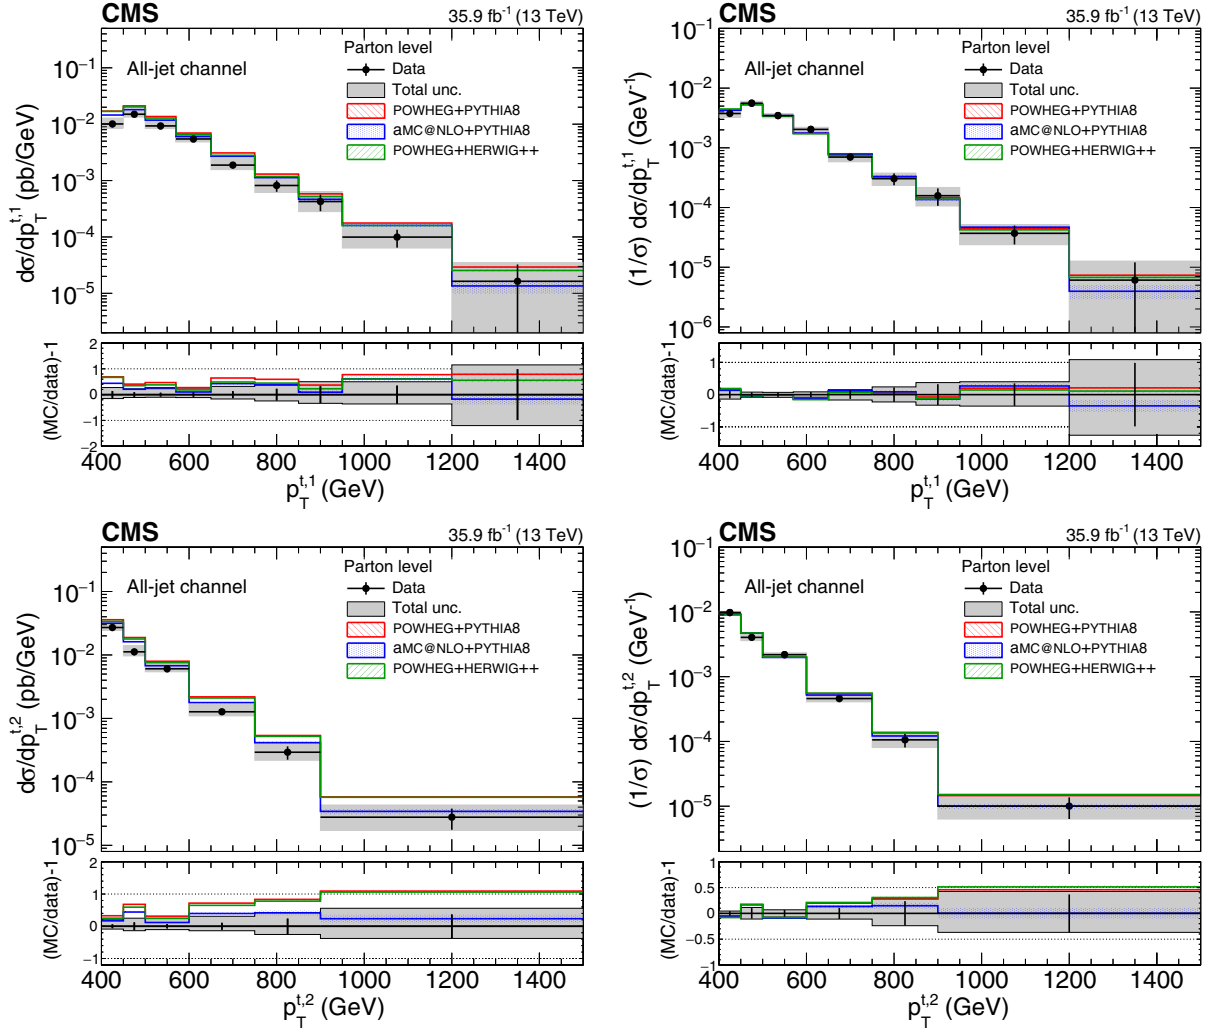 CMS 35.9 fb⁻¹ (13 TeV)
dσ/dp_T^{t,1} (pb/GeV)
10⁻¹
10⁻²
10⁻³
10⁻⁴
10⁻⁵
All-jet channel
Parton level
Data
Total unc.
POWHEG+PYTHIA8
aMC@NLO+PYTHIA8
POWHEG+HERWIG++
(MC/data)-1
2
1
0
−1
−2
400 600 800 1000 1200 1400
p_T^{t,1} (GeV)
CMS 35.9 fb⁻¹ (13 TeV)
(1/σ) dσ/dp_T^{t,1} (GeV⁻¹)
10⁻¹
10⁻²
10⁻³
10⁻⁴
10⁻⁵
10⁻⁶
All-jet channel
Parton level
Data
Total unc.
POWHEG+PYTHIA8
aMC@NLO+PYTHIA8
POWHEG+HERWIG++
(MC/data)-1
1
0
−1
400 600 800 1000 1200 1400
p_T^{t,1} (GeV)
CMS 35.9 fb⁻¹ (13 TeV)
dσ/dp_T^{t,2} (pb/GeV)
10⁻¹
10⁻²
10⁻³
10⁻⁴
10⁻⁵
All-jet channel
Parton level
Data
Total unc.
POWHEG+PYTHIA8
aMC@NLO+PYTHIA8
POWHEG+HERWIG++
(MC/data)-1
2
1
0
−1
400 600 800 1000 1200 1400
p_T^{t,2} (GeV)
CMS 35.9 fb⁻¹ (13 TeV)
(1/σ) dσ/dp_T^{t,2} (GeV⁻¹)
10⁻¹
10⁻²
10⁻³
10⁻⁴
10⁻⁵
All-jet channel
Parton level
Data
Total unc.
POWHEG+PYTHIA8
aMC@NLO+PYTHIA8
POWHEG+HERWIG++
(MC/data)-1
1
0.5
0
−0.5
−1
400 600 800 1000 1200 1400
p_T^{t,2} (GeV)